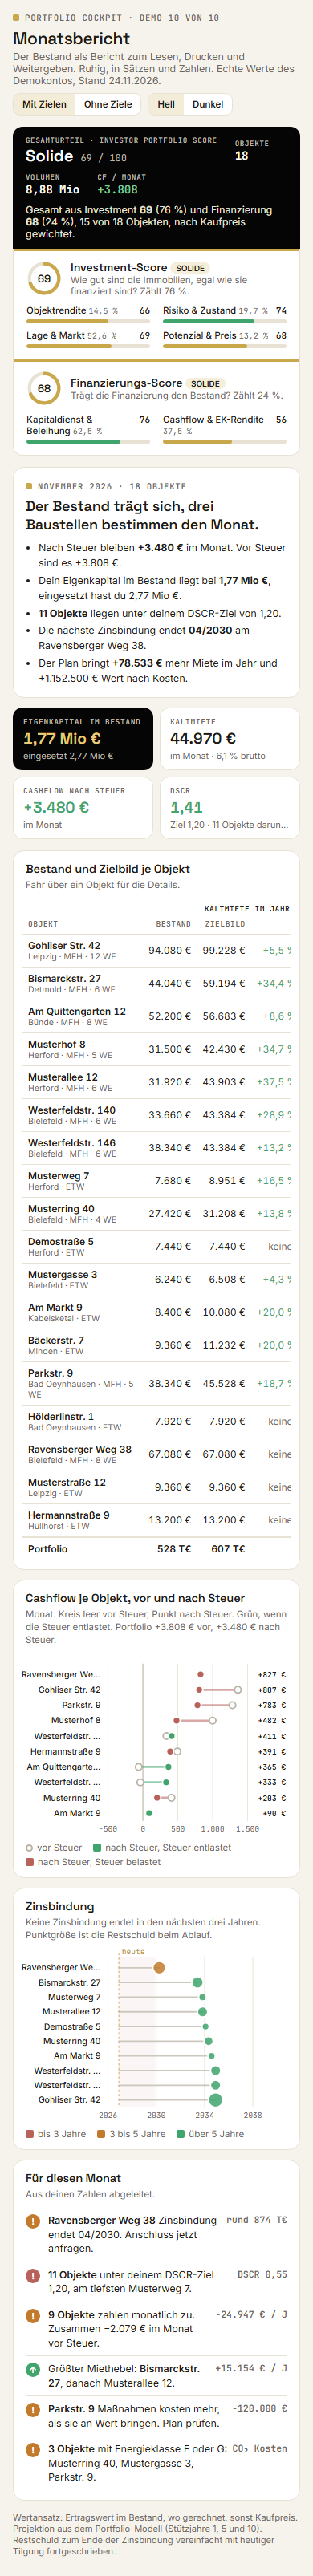 PORTFOLIO-COCKPIT · DEMO 10 VON 10
Monatsbericht
Der Bestand als Bericht zum Lesen, Drucken und
Weitergeben. Ruhig, in Sätzen und Zahlen. Echte Werte des
Demokontos, Stand 24.11.2026.
Mit Zielen Ohne Ziele Hell Dunkel
GESAMTURTEIL · INVESTOR PORTFOLIO SCORE
Solide 69 / 100
OBJEKTE
18
VOLUMEN
8,88 Mio
CF / MONAT
+3.808
Gesamt aus Investment 69 (76 %) und Finanzierung
68 (24 %), 15 von 18 Objekten, nach Kaufpreis
gewichtet.
69
Investment-Score SOLIDE
Wie gut sind die Immobilien, egal wie sie
finanziert sind? Zählt 76 %.
Objektrendite 14,5 % 66
Risiko & Zustand 19,7 % 74
Lage & Markt 52,6 % 69
Potenzial & Preis 13,2 % 68
68
Finanzierungs-Score SOLIDE
Trägt die Finanzierung den Bestand? Zählt 24 %.
Kapitaldienst &
Beleihung 62,5 % 76
Cashflow & EK-Rendite
37,5 % 56
NOVEMBER 2026 · 18 OBJEKTE
Der Bestand trägt sich, drei
Baustellen bestimmen den Monat.
• Nach Steuer bleiben +3.480 € im Monat. Vor Steuer
sind es +3.808 €.
• Dein Eigenkapital im Bestand liegt bei 1,77 Mio €,
eingesetzt hast du 2,77 Mio €.
• 11 Objekte liegen unter deinem DSCR-Ziel von 1,20.
• Die nächste Zinsbindung endet 04/2030 am
Ravensberger Weg 38.
• Der Plan bringt +78.533 € mehr Miete im Jahr und
+1.152.500 € Wert nach Kosten.
EIGENKAPITAL IM BESTAND
1,77 Mio €
eingesetzt 2,77 Mio €
KALTMIETE
44.970 €
im Monat · 6,1 % brutto
CASHFLOW NACH STEUER
+3.480 €
im Monat
DSCR
1,41
Ziel 1,20 · 11 Objekte darun...
Bestand und Zielbild je Objekt
Fahr über ein Objekt für die Details.
KALTMIETE IM JAHR
OBJEKT BESTAND ZIELBILD
Gohliser Str. 42 94.080 € 99.228 € +5,5 %
Leipzig · MFH · 12 WE
Bismarckstr. 27 44.040 € 59.194 € +34,4 %
Detmold · MFH · 6 WE
Am Quittengarten 12 52.200 € 56.683 € +8,6 %
Bünde · MFH · 8 WE
Musterhof 8 31.500 € 42.430 € +34,7 %
Herford · MFH · 5 WE
Musterallee 12 31.920 € 43.903 € +37,5 %
Herford · MFH · 6 WE
Westerfeldstr. 140 33.660 € 43.384 € +28,9 %
Bielefeld · MFH · 6 WE
Westerfeldstr. 146 38.340 € 43.384 € +13,2 %
Bielefeld · MFH · 6 WE
Musterweg 7 7.680 € 8.951 € +16,5 %
Herford · ETW
Musterring 40 27.420 € 31.208 € +13,8 %
Bielefeld · MFH · 4 WE
Demostraße 5 7.440 € 7.440 € keine
Herford · ETW
Mustergasse 3 6.240 € 6.508 € +4,3 %
Bielefeld · ETW
Am Markt 9 8.400 € 10.080 € +20,0 %
Kabelsketal · ETW
Bäckerstr. 7 9.360 € 11.232 € +20,0 %
Minden · ETW
Parkstr. 9 38.340 € 45.528 € +18,7 %
Bad Oeynhausen · MFH · 5
WE
Hölderlinstr. 1 7.920 € 7.920 € keine
Bad Oeynhausen · ETW
Ravensberger Weg 38 67.080 € 67.080 € keine
Bielefeld · MFH · 8 WE
Musterstraße 12 9.360 € 9.360 € keine
Leipzig · ETW
Hermannstraße 9 13.200 € 13.200 € keine
Hüllhorst · ETW
Portfolio 528 T€ 607 T€
Cashflow je Objekt, vor und nach Steuer
Monat. Kreis leer vor Steuer, Punkt nach Steuer. Grün, wenn
die Steuer entlastet. Portfolio +3.808 € vor, +3.480 € nach
Steuer.
Ravensberger We... +827 €
Gohliser Str. 42 +807 €
Parkstr. 9 +783 €
Musterhof 8 +482 €
Westerfeldstr. ... +411 €
Hermannstraße 9 +391 €
Am Quittengarte... +365 €
Westerfeldstr. ... +333 €
Musterring 40 +203 €
Am Markt 9 +90 €
-500 0 500 1.000 1.500
vor Steuer nach Steuer, Steuer entlastet
nach Steuer, Steuer belastet
Zinsbindung
Keine Zinsbindung endet in den nächsten drei Jahren.
Punktgröße ist die Restschuld beim Ablauf.
heute
Ravensberger We...
Bismarckstr. 27
Musterweg 7
Musterallee 12
Demostraße 5
Musterring 40
Am Markt 9
Westerfeldstr. ...
Westerfeldstr. ...
Gohliser Str. 42
2026 2030 2034 2038
bis 3 Jahre 3 bis 5 Jahre über 5 Jahre
Für diesen Monat
Aus deinen Zahlen abgeleitet.
! Ravensberger Weg 38 Zinsbindung rund 874 T€
endet 04/2030. Anschluss jetzt
anfragen.
! 11 Objekte unter deinem DSCR-Ziel DSCR 0,55
1,20, am tiefsten Musterweg 7.
! 9 Objekte zahlen monatlich zu. -24.947 € / J
Zusammen −2.079 € im Monat
vor Steuer.
Größter Miethebel: Bismarckstr. +15.154 € / J
27, danach Musterallee 12.
! Parkstr. 9 Maßnahmen kosten mehr, -120.000 €
als sie an Wert bringen. Plan prüfen.
! 3 Objekte mit Energieklasse F oder G: CO₂ Kosten
Musterring 40, Mustergasse 3,
Parkstr. 9.
Wertansatz: Ertragswert im Bestand, wo gerechnet, sonst Kaufpreis.
Projektion aus dem Portfolio-Modell (Stützjahre 1, 5 und 10).
Restschuld zum Ende der Zinsbindung vereinfacht mit heutiger
Tilgung fortgeschrieben.